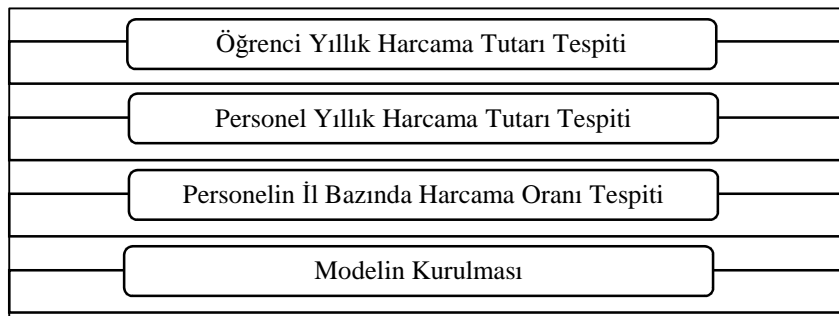 Öğrenci Yıllık Harcama Tutarı Tespiti
Personel Yıllık Harcama Tutarı Tespiti
Personelin İl Bazında Harcama Oranı Tespiti
Modelin Kurulması